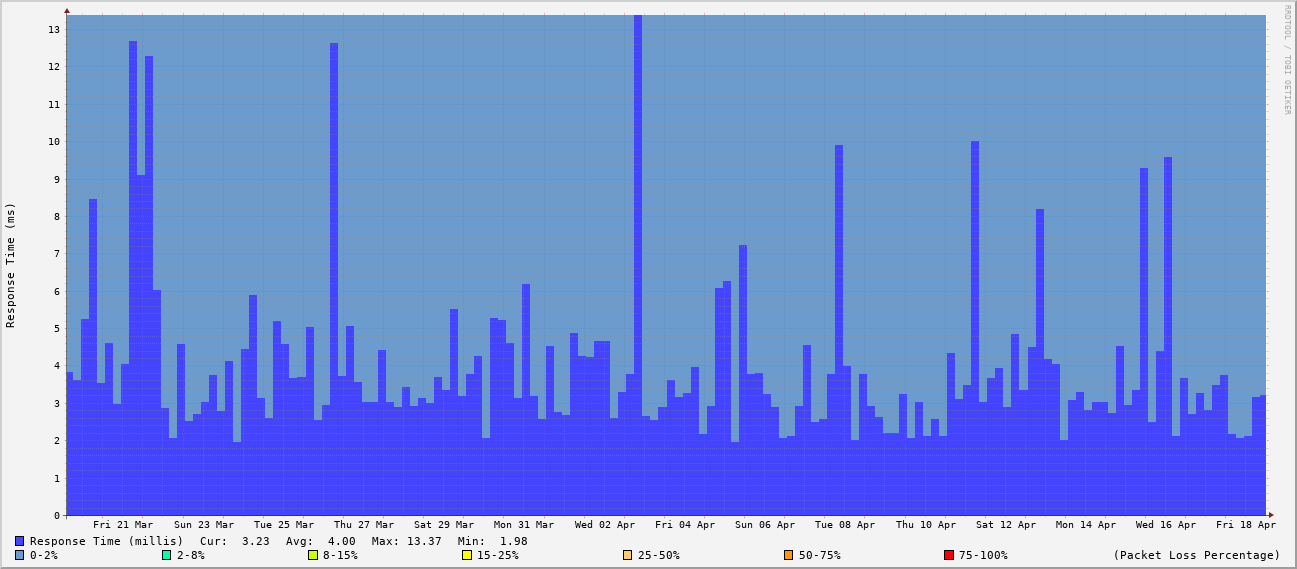 RRDTOOL / TOBI OETIKER
Response Time (ms)
13
12
11
10
9
8
7
6
5
4
3
2
1
0
Fri 21 Mar Sun 23 Mar Tue 25 Mar Thu 27 Mar Sat 29 Mar Mon 31 Mar Wed 02 Apr Fri 04 Apr Sun 06 Apr Tue 08 Apr Thu 10 Apr Sat 12 Apr Mon 14 Apr Wed 16 Apr Fri 18 Apr
Response Time (millis) Cur: 3.23 Avg: 4.00 Max: 13.37 Min: 1.98
0-2% 2-8% 8-15% 15-25% 25-50% 50-75% 75-100% (Packet Loss Percentage)